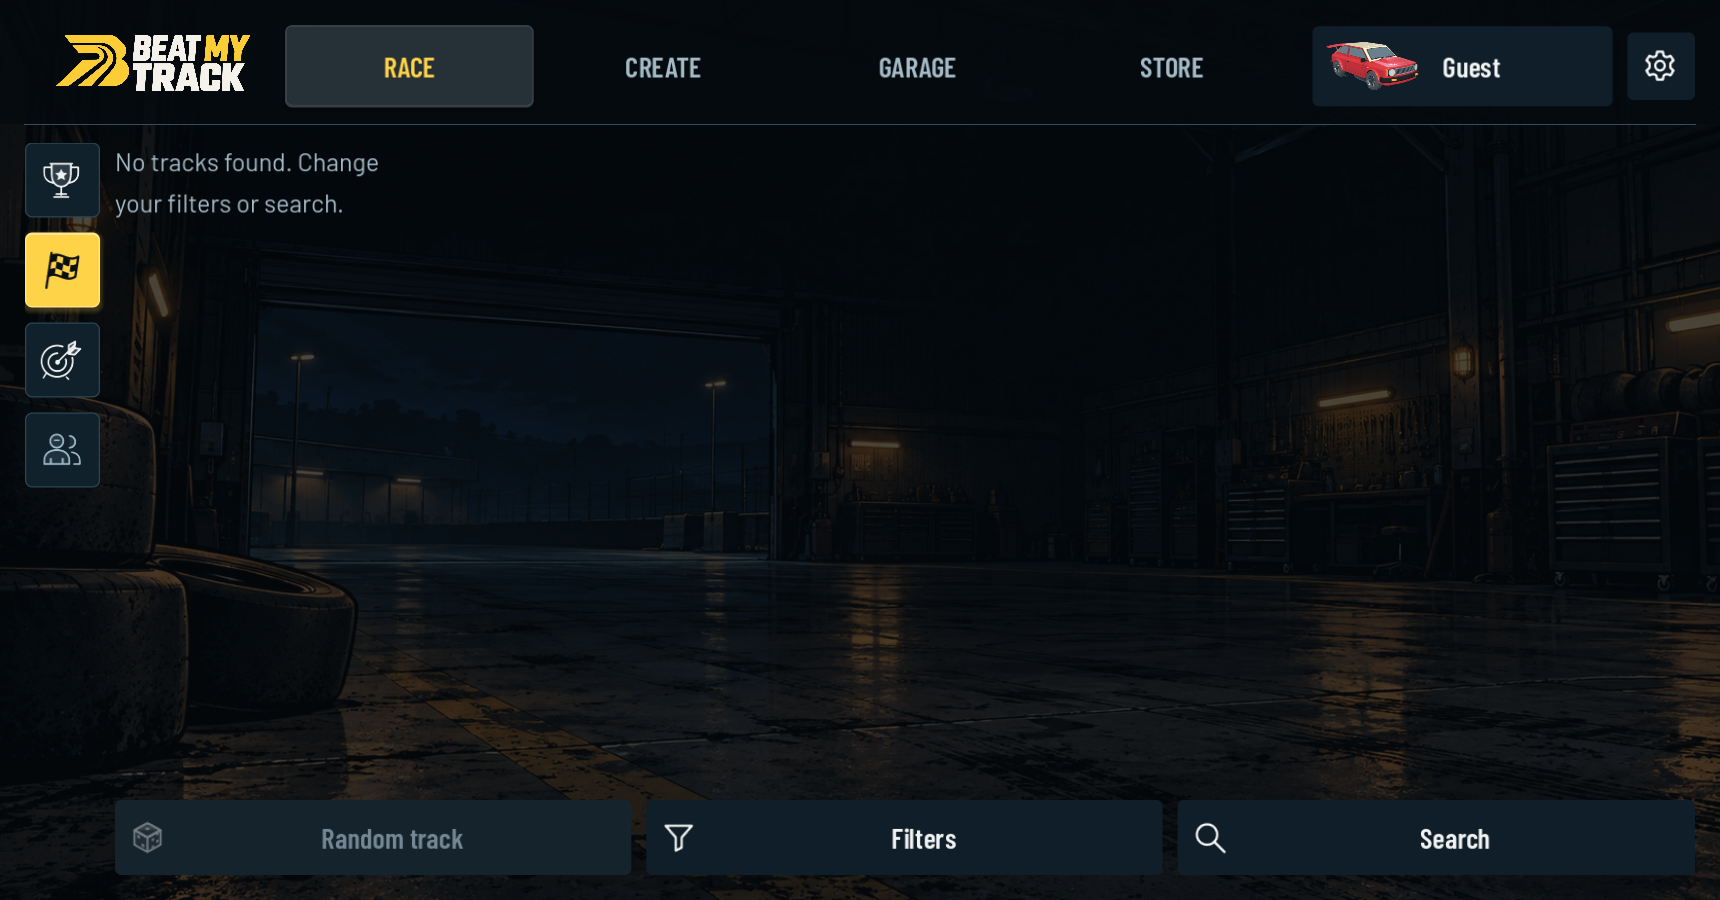 BEAT MY
TRACK
RACE
CREATE
GARAGE
STORE
Guest
No tracks found. Change
your filters or search.
Random track
Filters
Search